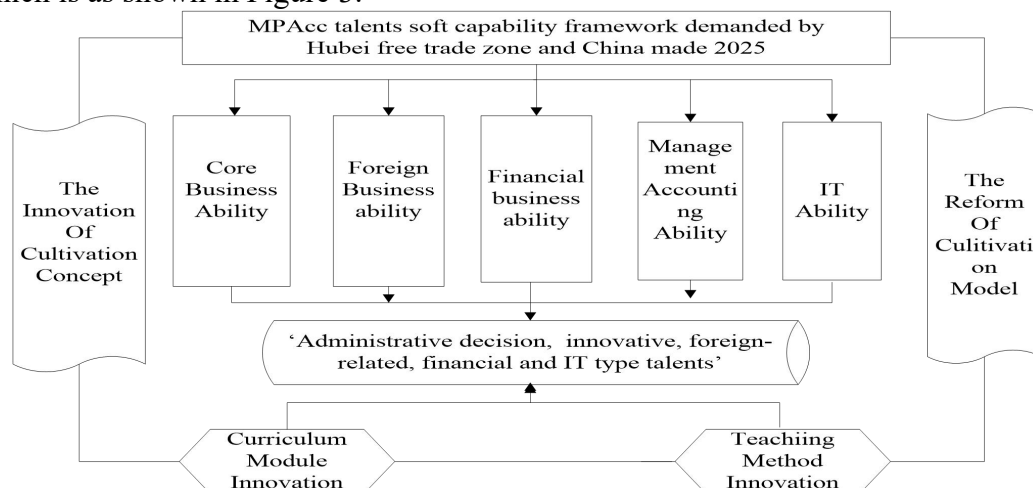 which is as shown in Figure 3.
MPAcc talents soft capability framework demanded by
Hubei free trade zone and China made 2025
The
Innovation
Of
Cultivation
Concept
Core
Business
Ability
Foreign
Business
ability
Financial
business
ability
Manage
ment
Accounti
ng
Ability
IT
Ability
The
Reform
Of
Culitivati
on
Model
‘Administrative decision, innovative, foreign-
related, financial and IT type talents’
Curriculum
Module
Innovation
Teachiing
Method
Innovation